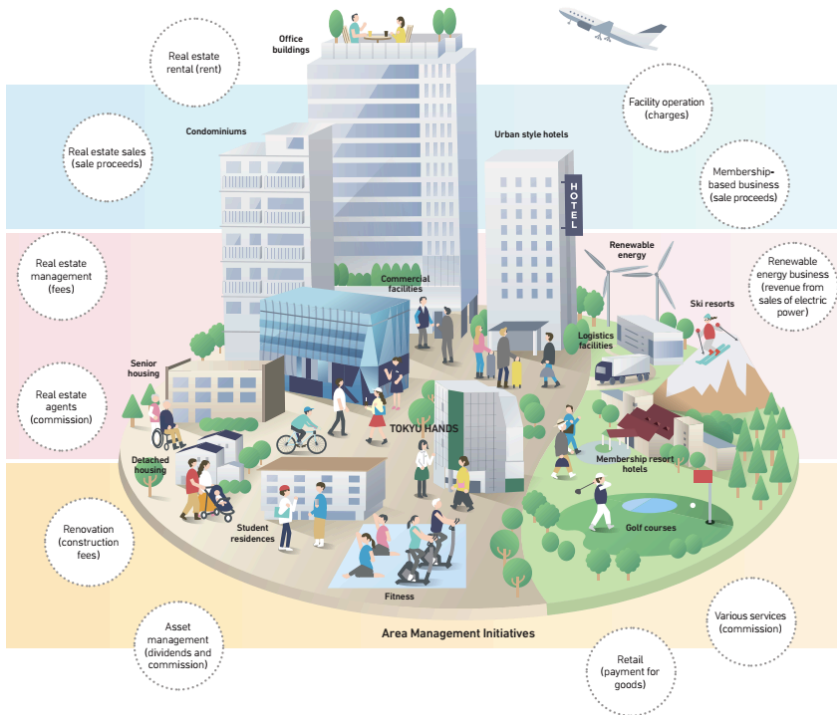 Office
buildings
Real estate
rental (rent)
Facility operation
(charges)
Condominiums
Urban style hotels
Real estate sales
(sale proceeds)
Membership-
based business
(sale proceeds)
HOTEL
Real estate
management
(fees)
Commercial
facilities
Renewable
energy
Renewable
energy business
(revenue from
sales of electric
power)
Ski resorts
Logistics
facilities
Senior
housing
Real estate
agents
(commission)
TOKYU HANDS
Detached
housing
Membership resort
hotels
Renovation
(construction
fees)
Student
residences
Golf courses
Fitness
Asset
management
(dividends and
commission)
Area Management Initiatives
Various services
(commission)
Retail
(payment for
goods)